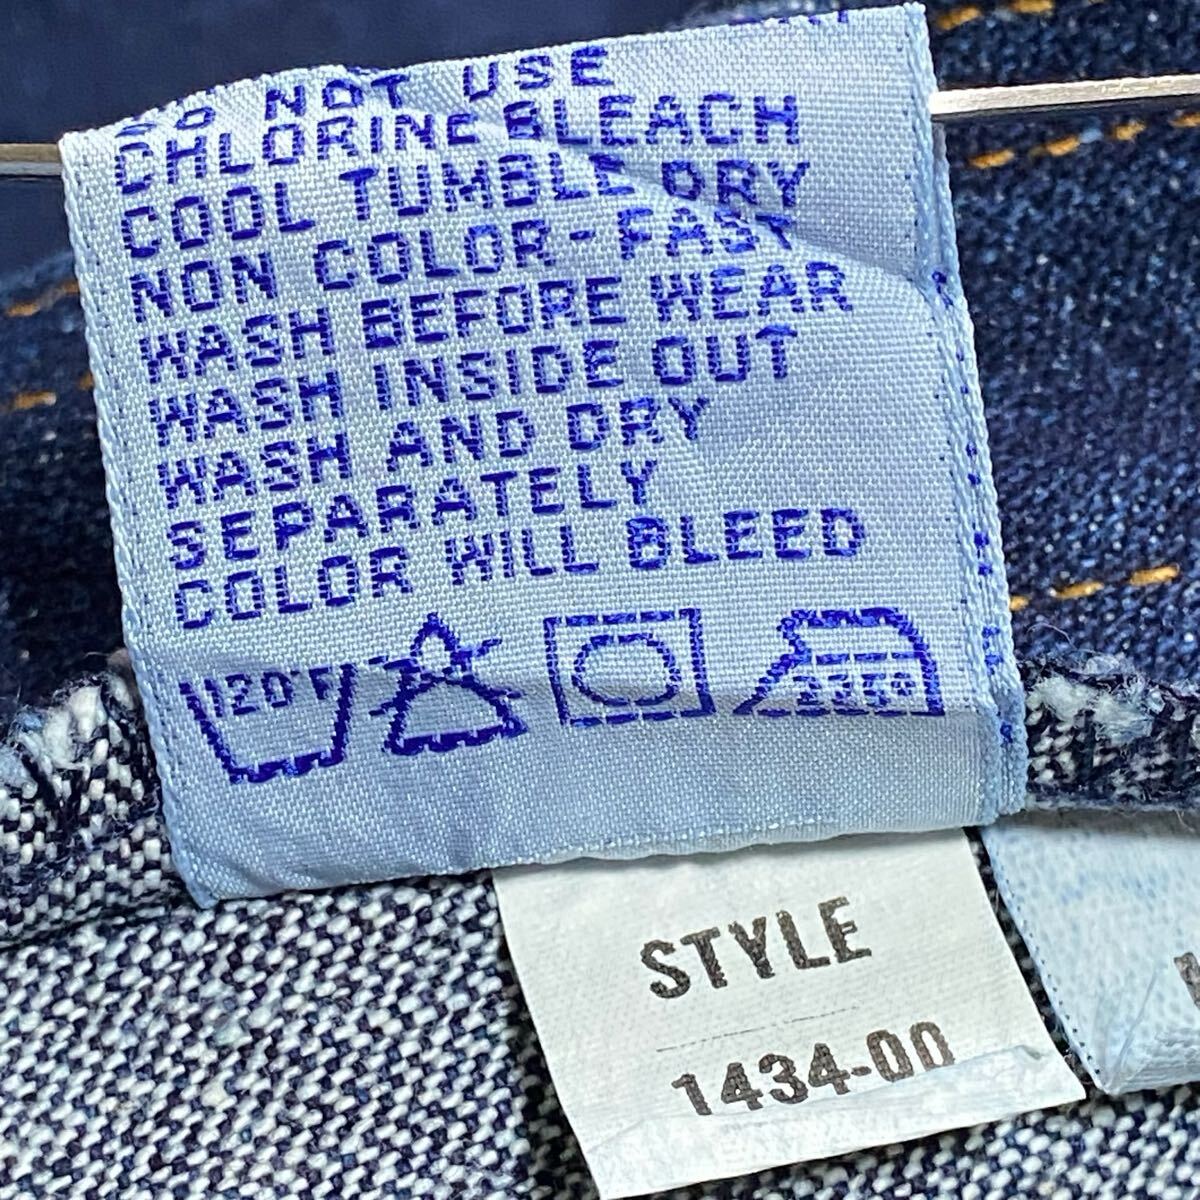 DO NOT USE
CHLORINE BLEACH
COOL TUMBLE DRY
NON COLOR-FAST
WASH BEFORE WEAR
WASH INSIDE OUT
WASH AND DRY
SEPARATELY
COLOR WILL BLEED
120°F
STYLE
1434-00